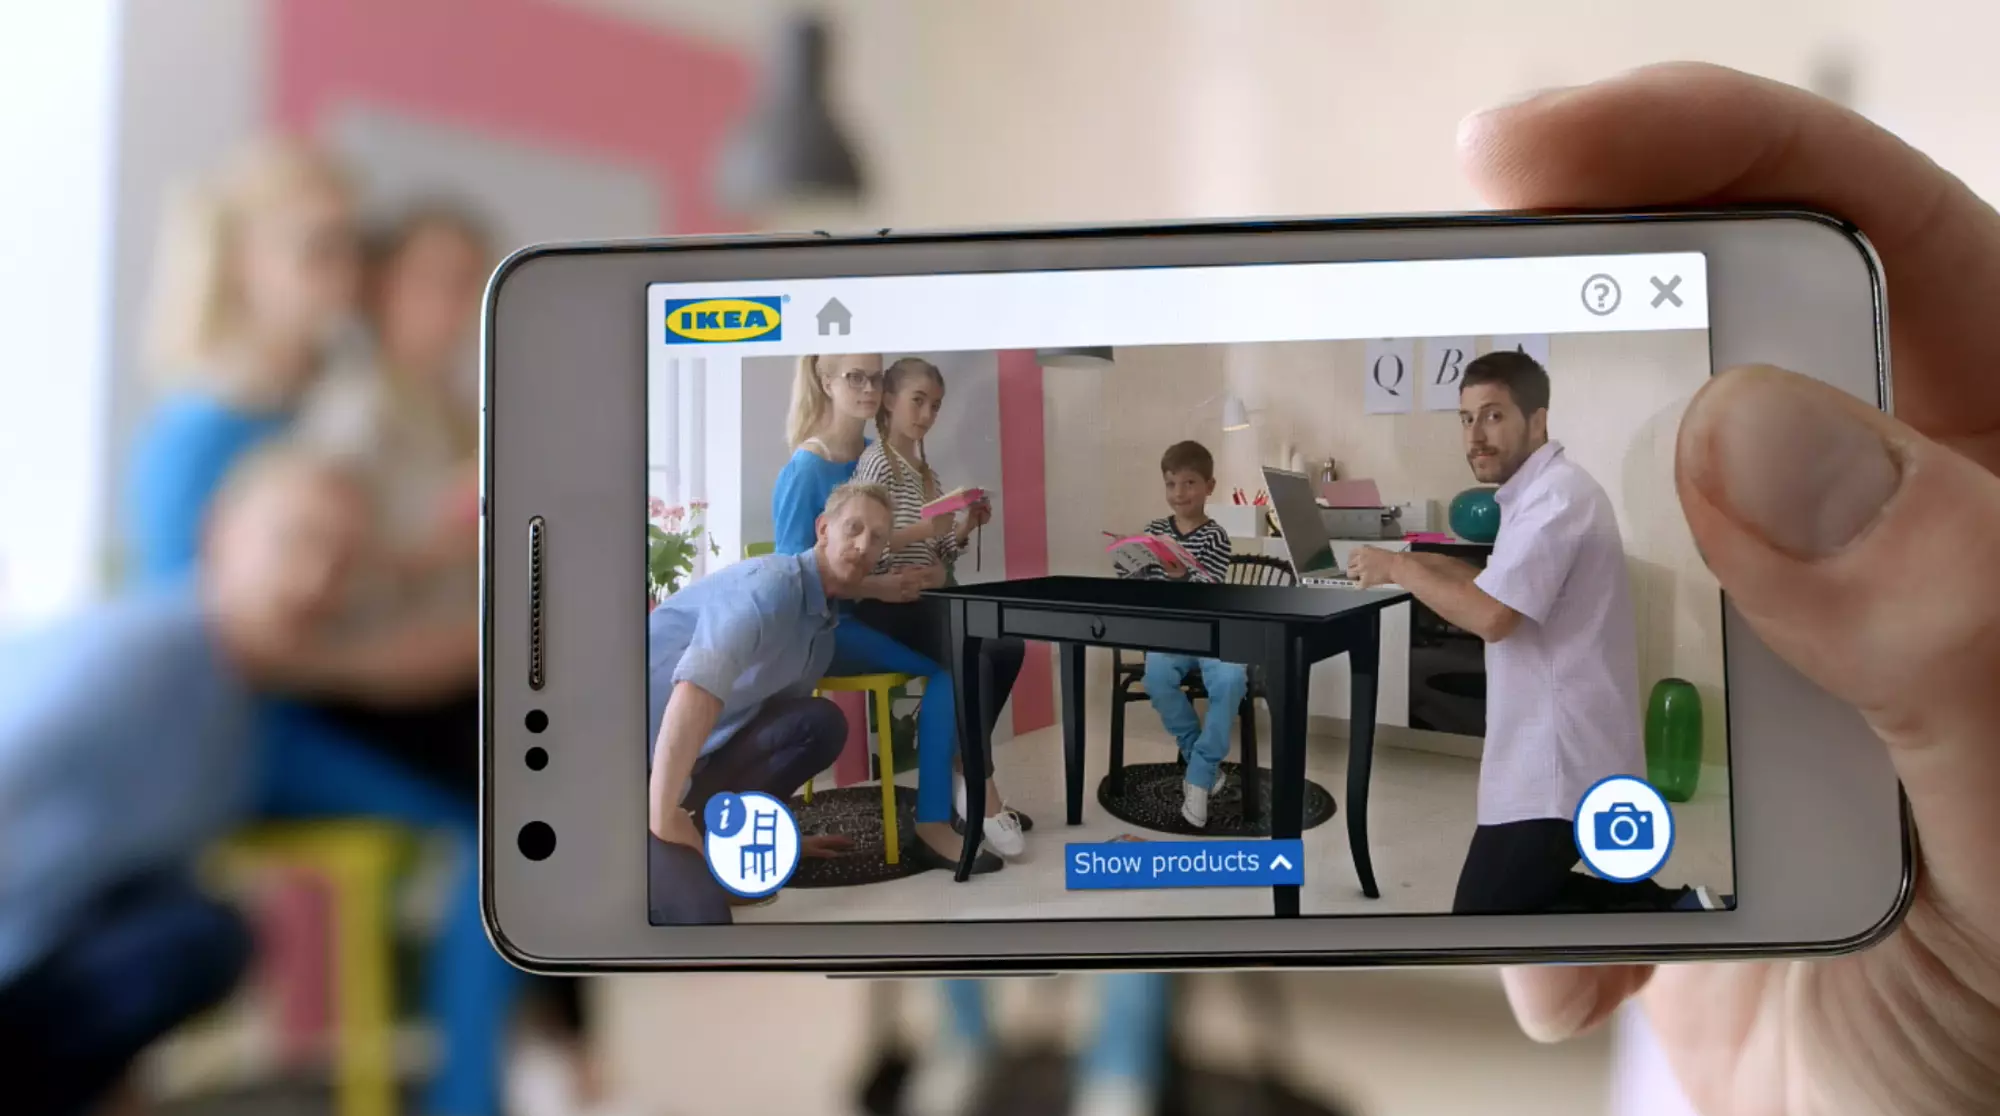 IKEA
?
Q B
i
Show products